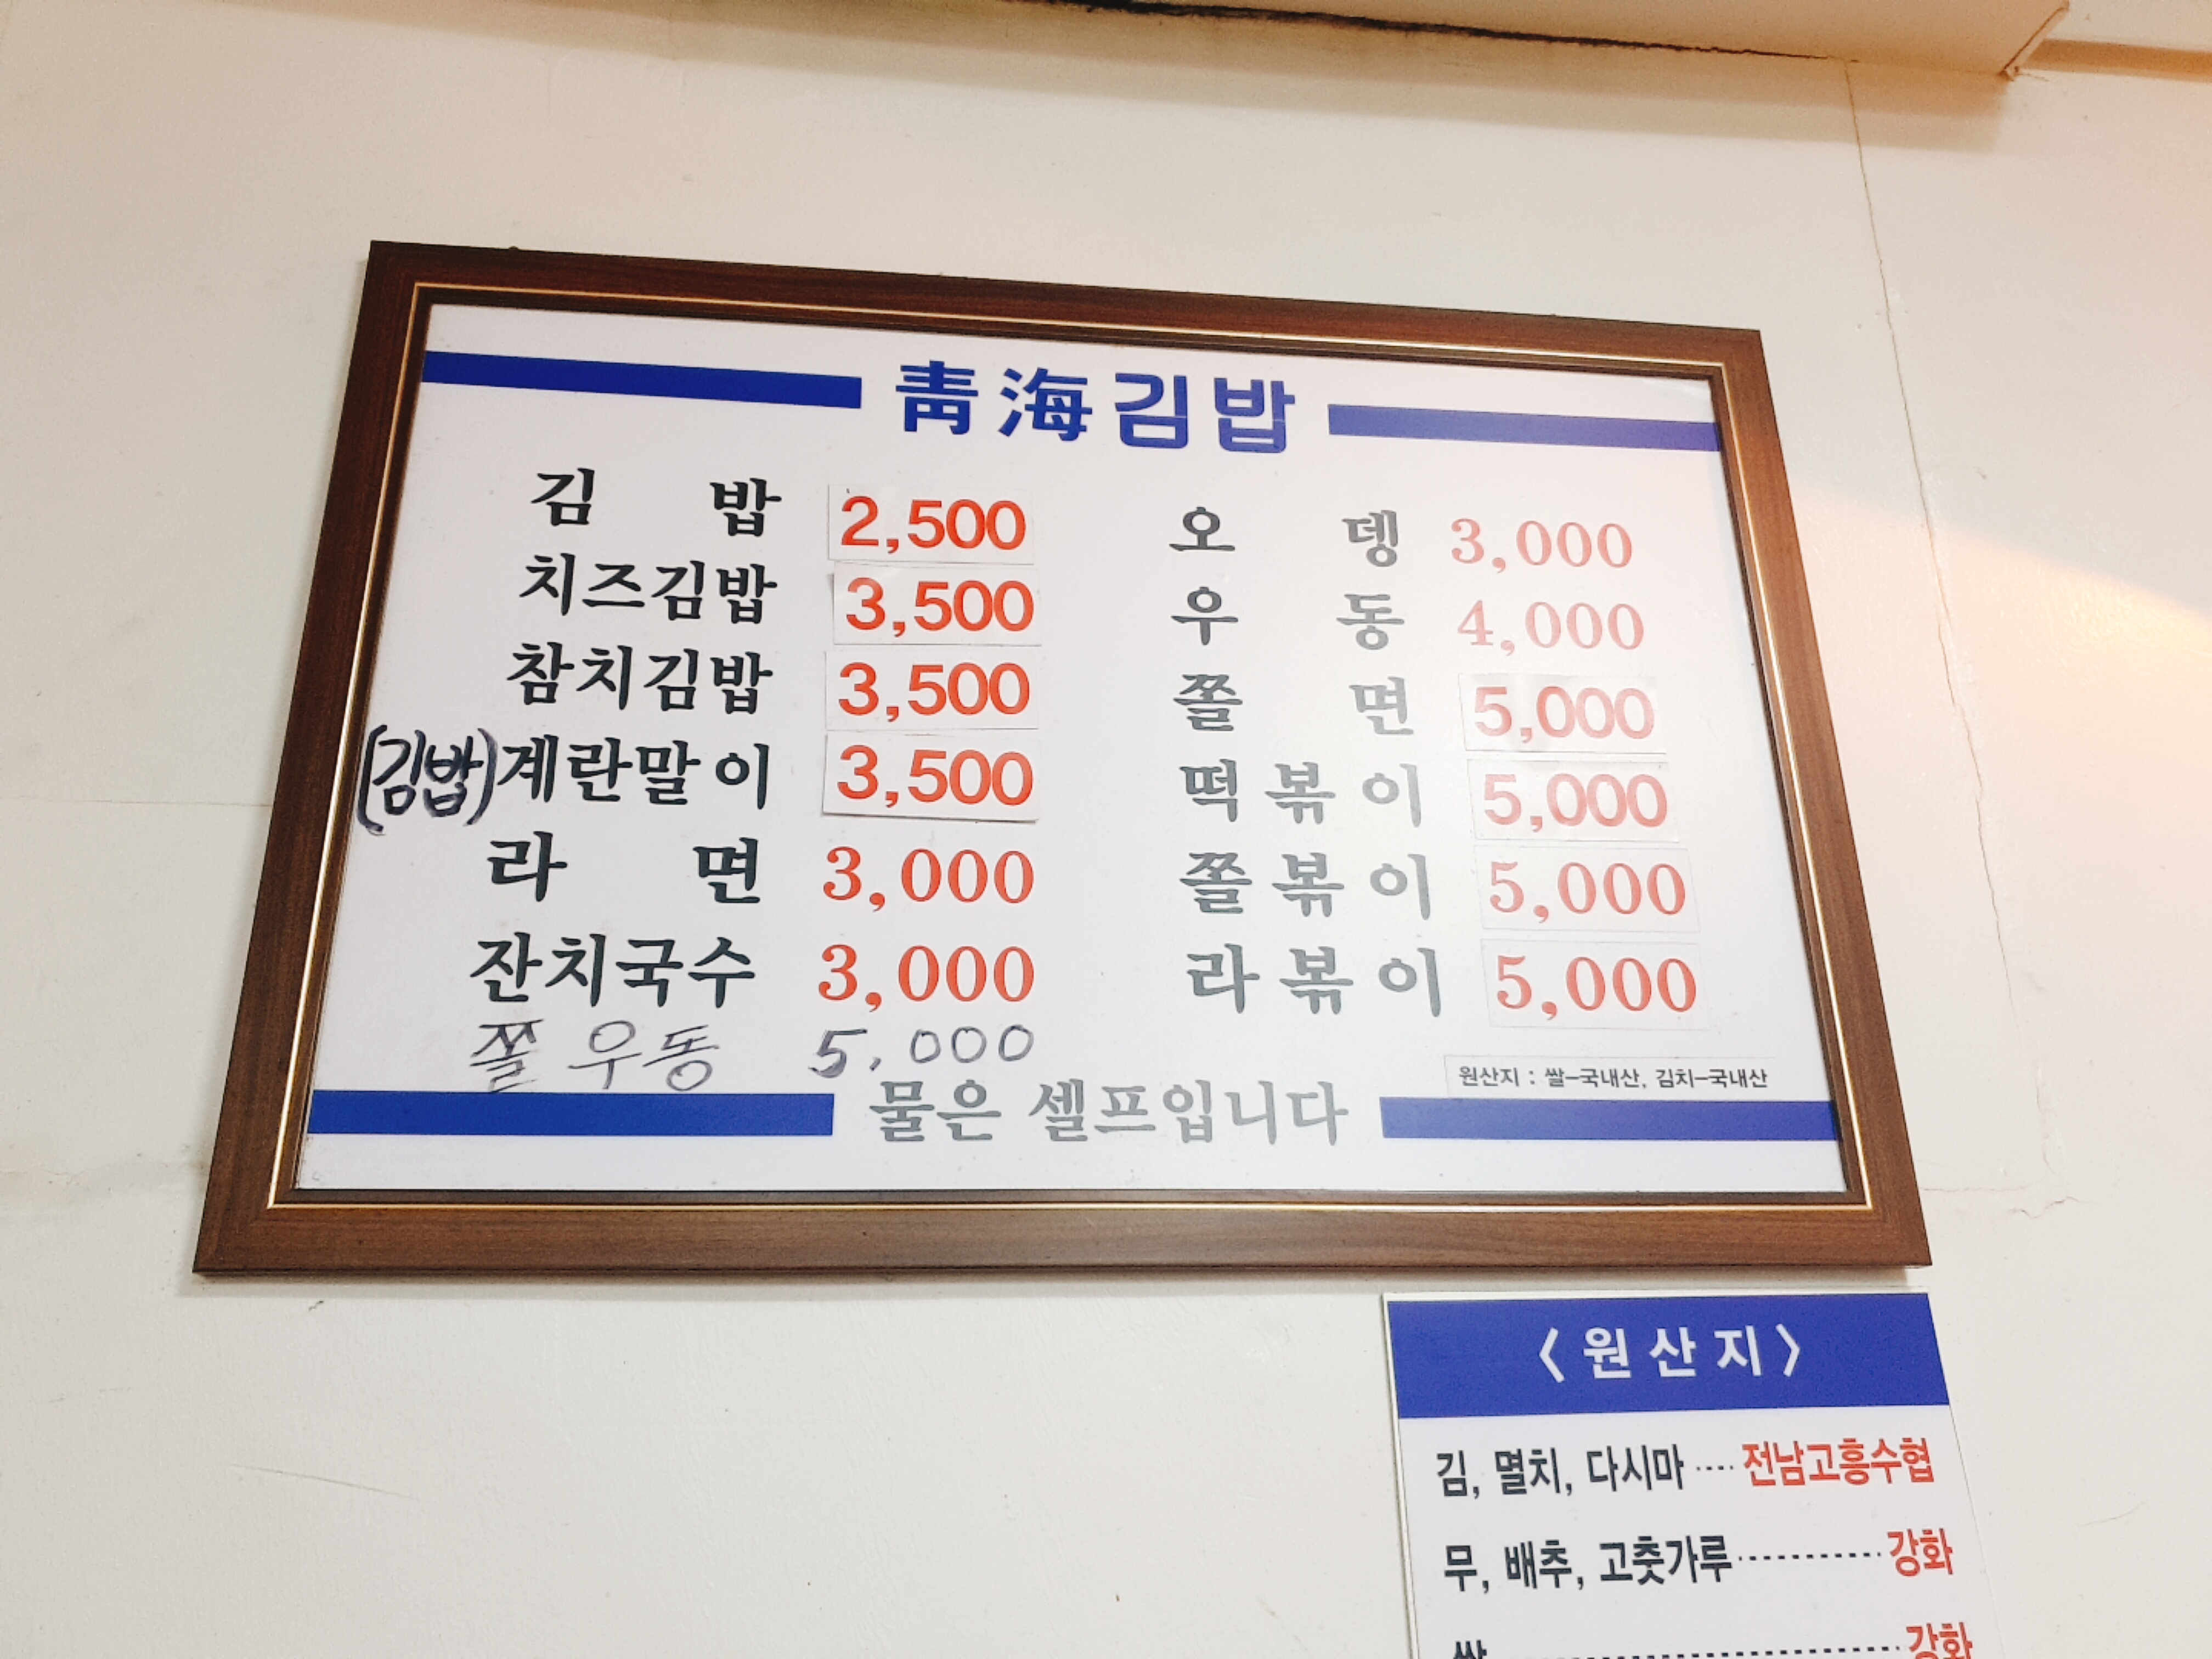 靑海김밥
김 밥 2,500
치즈김밥 3,500
참치김밥 3,500
(김밥)계란말이 3,500
라 면 3,000
잔치국수 3,000
쫄 우동 5,000
오 뎅 3,000
우 동 4,000
쫄 면 5,000
떡볶이 5,000
쫄볶이 5,000
라볶이 5,000
원산지 : 쌀-국내산, 김치-국내산
물은 셀프입니다
〈원산지〉
김, 멸치, 다시마 ···· 전남고흥수협
무, 배추, 고춧가루 ············ 강화
쌀 ······················ 강화